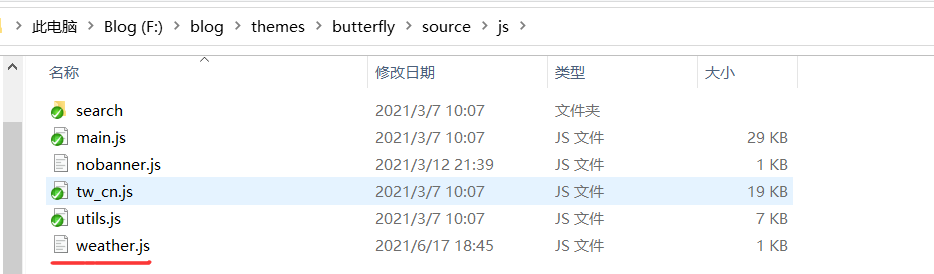 此电脑 > Blog (F:) > blog > themes > butterfly > source > js >
名称 修改日期 类型 大小
search 2021/3/7 10:07 文件夹
main.js 2021/3/7 10:07 JS 文件 29 KB
nobanner.js 2021/3/12 21:39 JS 文件 1 KB
tw_cn.js 2021/3/7 10:07 JS 文件 19 KB
utils.js 2021/3/7 10:07 JS 文件 7 KB
weather.js 2021/6/17 18:45 JS 文件 1 KB